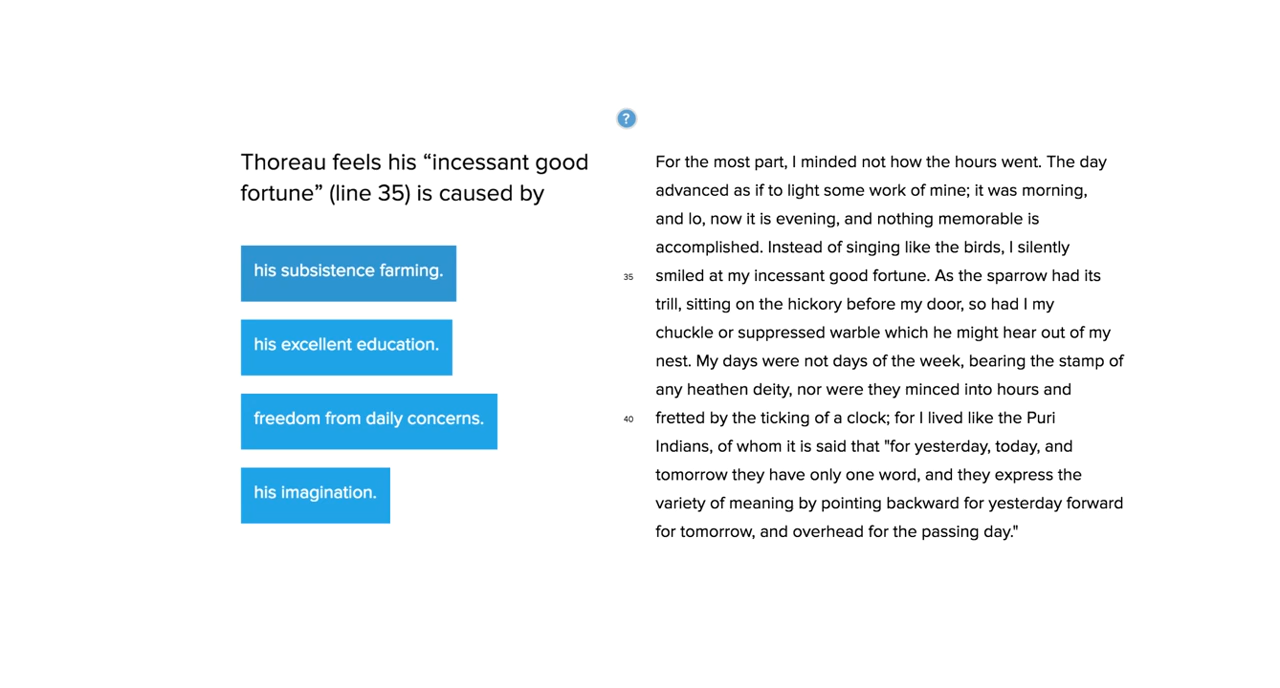 ?
Thoreau feels his “incessant good
fortune” (line 35) is caused by
his subsistence farming.
his excellent education.
freedom from daily concerns.
his imagination.
For the most part, I minded not how the hours went. The day
advanced as if to light some work of mine; it was morning,
and lo, now it is evening, and nothing memorable is
accomplished. Instead of singing like the birds, I silently
35 smiled at my incessant good fortune. As the sparrow had its
trill, sitting on the hickory before my door, so had I my
chuckle or suppressed warble which he might hear out of my
nest. My days were not days of the week, bearing the stamp of
any heathen deity, nor were they minced into hours and
40 fretted by the ticking of a clock; for I lived like the Puri
Indians, of whom it is said that "for yesterday, today, and
tomorrow they have only one word, and they express the
variety of meaning by pointing backward for yesterday forward
for tomorrow, and overhead for the passing day."